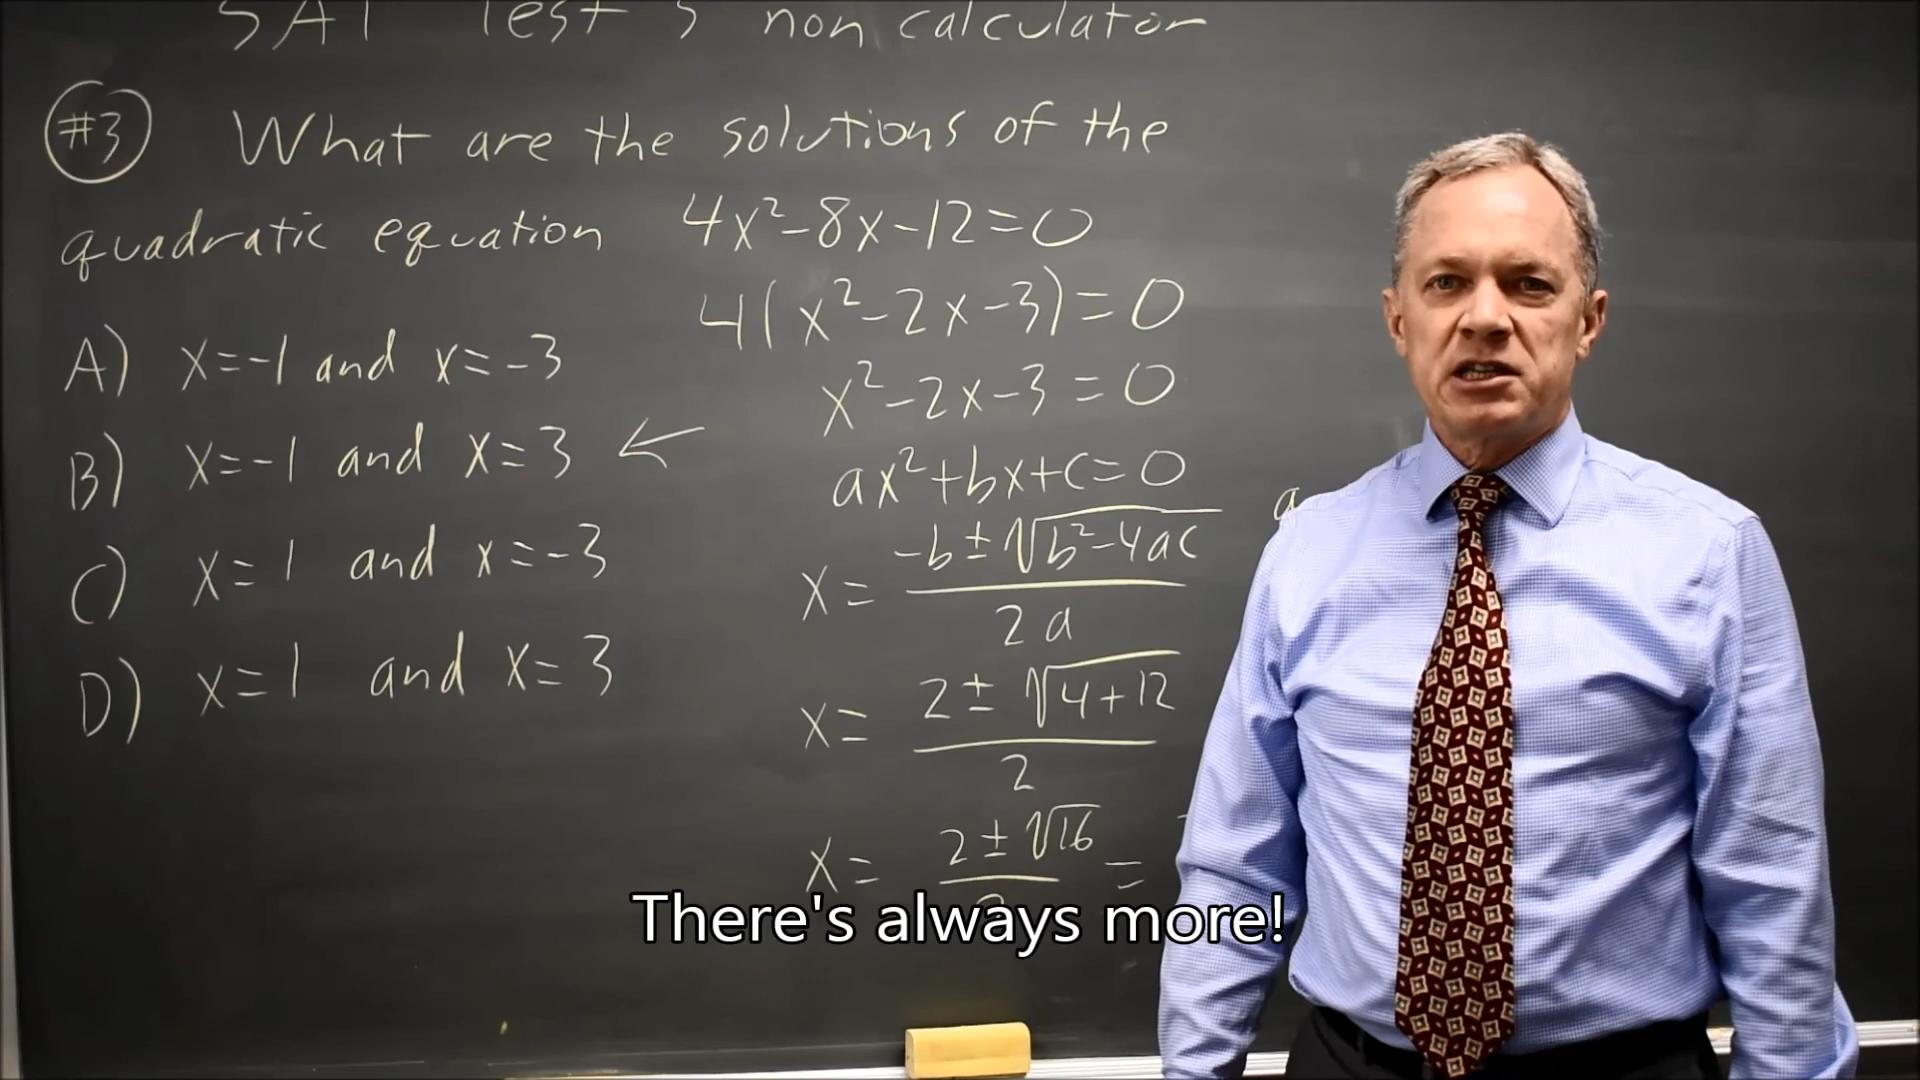 SAT Test 5 non calculator
#3 What are the solutions of the
quadratic equation 4x²-8x-12=0
4(x²-2x-3)=0
A) x=-1 and x=-3
x²-2x-3=0
B) x=-1 and x=3 ←
ax²+bx+c=0
a
C) x=1 and x=-3
x= -b±√b²-4ac
2a
D) x=1 and x=3
x= 2±√4+12
2
x= 2±√16 =
There's always more!